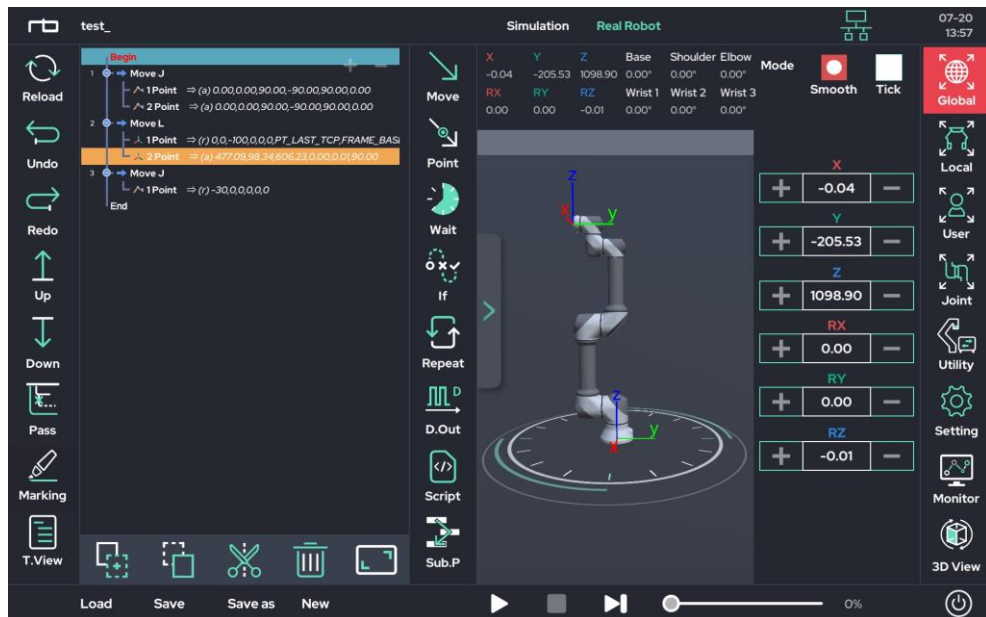 test_
Simulation Real Robot
07-20
13:57
Reload
Undo
Redo
Up
Down
Pass
Marking
T.View
Begin
1 Move J
1 Point ⇒ (a) 0.00,0.00,90.00,-90.00,90.00,0.00
2 Point ⇒ (a) 0.00,0.00,90.00,-90.00,90.00,0.00
2 Move L
1 Point ⇒ (r) 0,0,-100,0,0,0,PT_LAST_TCP,FRAME_BAS
2 Point ⇒ (a) 477.09,98.34,606.23,0.00,0.01,90.00
3 Move J
1 Point ⇒ (r) -30,0,0,0,0,0
End
Move
Point
Wait
If
Repeat
D
D.Out
Script
Sub.P
X Y Z Base Shoulder Elbow
-0.04 -205.53 1098.90 0.00° 0.00° 0.00°
RX RY RZ Wrist 1 Wrist 2 Wrist 3
0.00 0.00 -0.01 0.00° 0.00° 0.00°
Mode
Smooth Tick
z
x y
z
y
x
X
-0.04
Y
-205.53
Z
1098.90
RX
0.00
RY
0.00
RZ
-0.01
Global
Local
User
Joint
Utility
Setting
Monitor
3D View
Load Save Save as New
0%